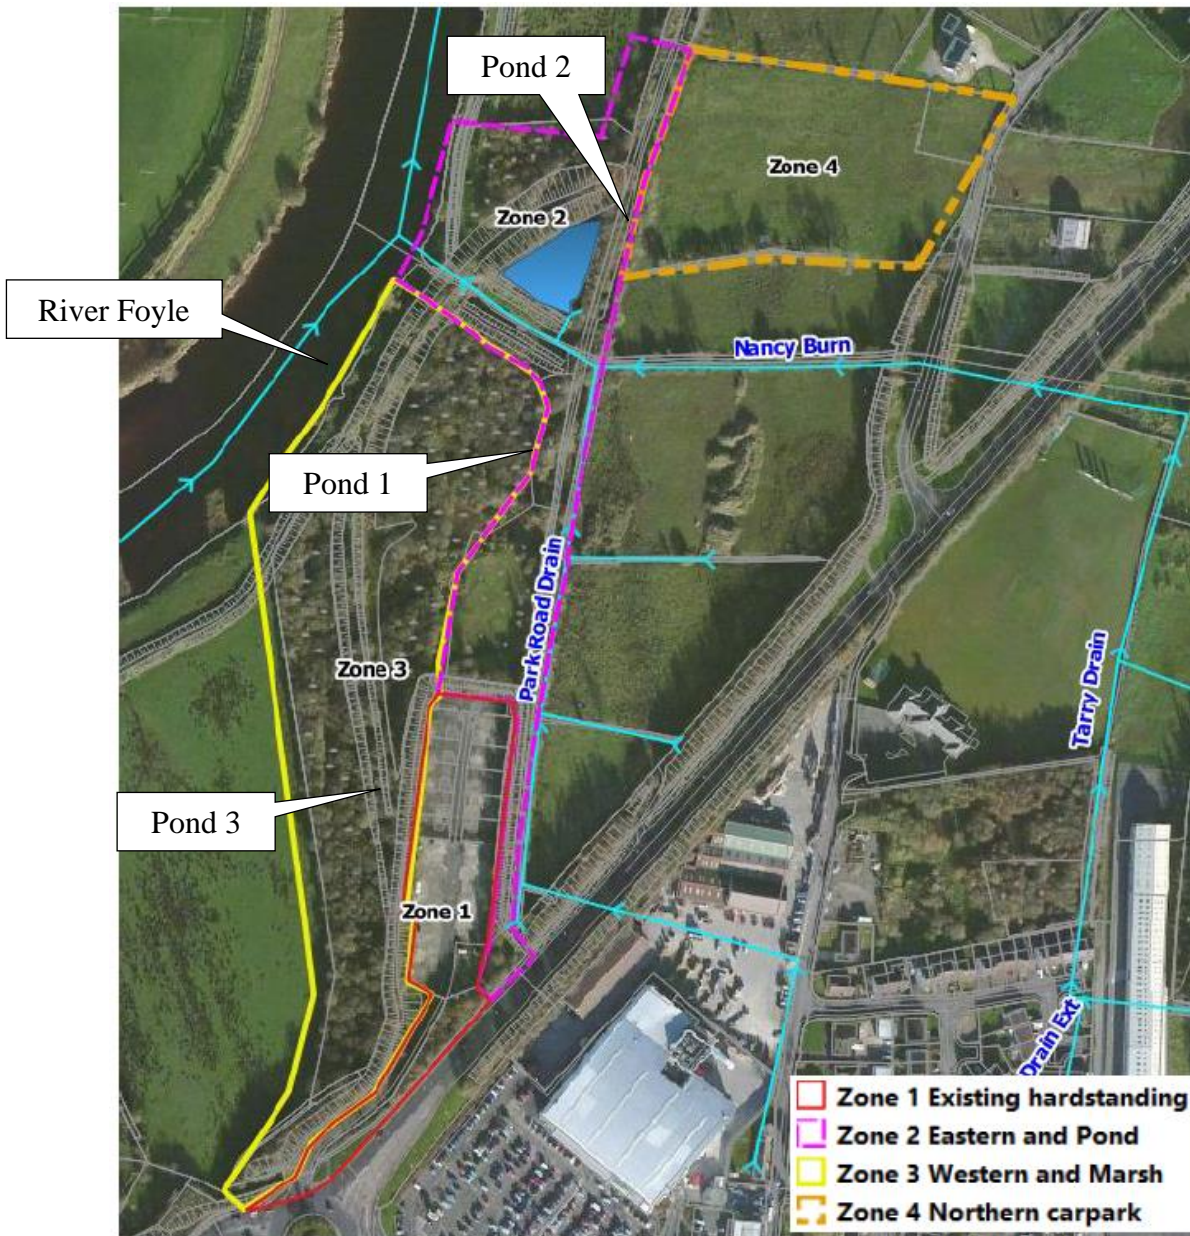 Pond 2
Zone 4
Zone 2
River Foyle
Nancy Burn
Pond 1
Park Road Drain
Zone 3
Tarry Drain
Pond 3
Zone 1
Drain Ext
Zone 1 Existing hardstanding
Zone 2 Eastern and Pond
Zone 3 Western and Marsh
Zone 4 Northern carpark